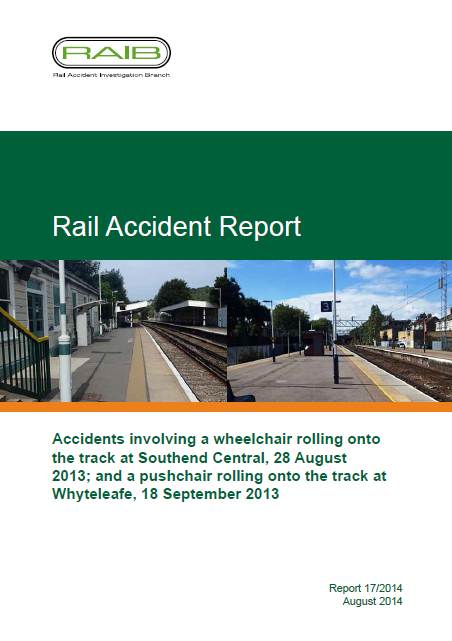 RAIB
Rail Accident Investigation Branch
Rail Accident Report
3
Accidents involving a wheelchair rolling onto
the track at Southend Central, 28 August
2013; and a pushchair rolling onto the track at
Whyteleafe, 18 September 2013
Report 17/2014
August 2014